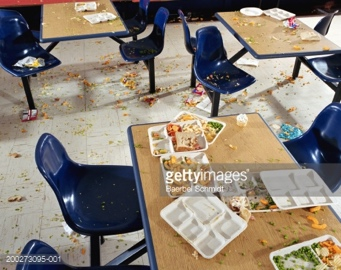 gettyimages
Baerbel Schmidt
200273095-001